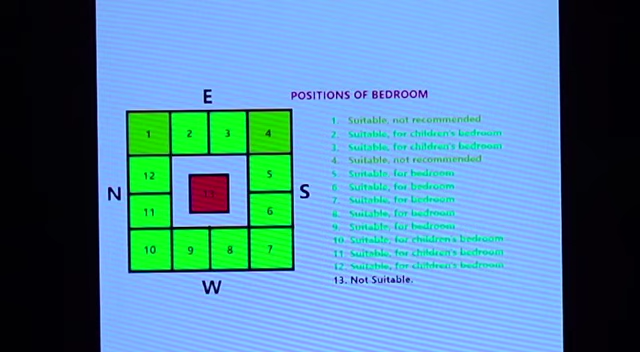 E
POSITIONS OF BEDROOM
1 2 3 4
1. Suitable, not recommended
2. Suitable, for children's bedroom
3. Suitable, for children's bedroom
4. Suitable, not recommended
12 5
5. Suitable, for bedroom
N 13 S
6. Suitable, for bedroom
7. Suitable, for bedroom
11 6
8. Suitable, for bedroom
9. Suitable, for bedroom
10 9 8 7
10. Suitable, for children's bedroom
11. Suitable, for children's bedroom
12. Suitable, for children's bedroom
13. Not Suitable.
W